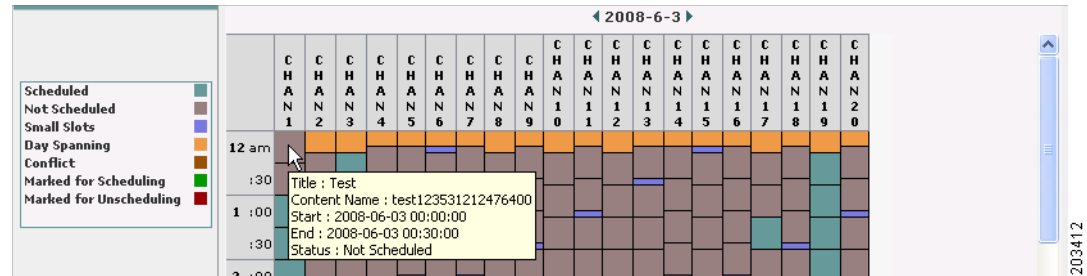 2008-6-3
CHAN1 CHAN2 CHAN3 CHAN4 CHAN5 CHAN6 CHAN7 CHAN8 CHAN9 CHAN10 CHAN11 CHAN12 CHAN13 CHAN14 CHAN15 CHAN16 CHAN17 CHAN18 CHAN19 CHAN20
Scheduled
Not Scheduled
Small Slots
Day Spanning
Conflict
Marked for Scheduling
Marked for Unscheduling
12 am
:30
1 :00
:30
2 :00
Title : Test
Content Name : test123531212476400
Start : 2008-06-03 00:00:00
End : 2008-06-03 00:30:00
Status : Not Scheduled
203412